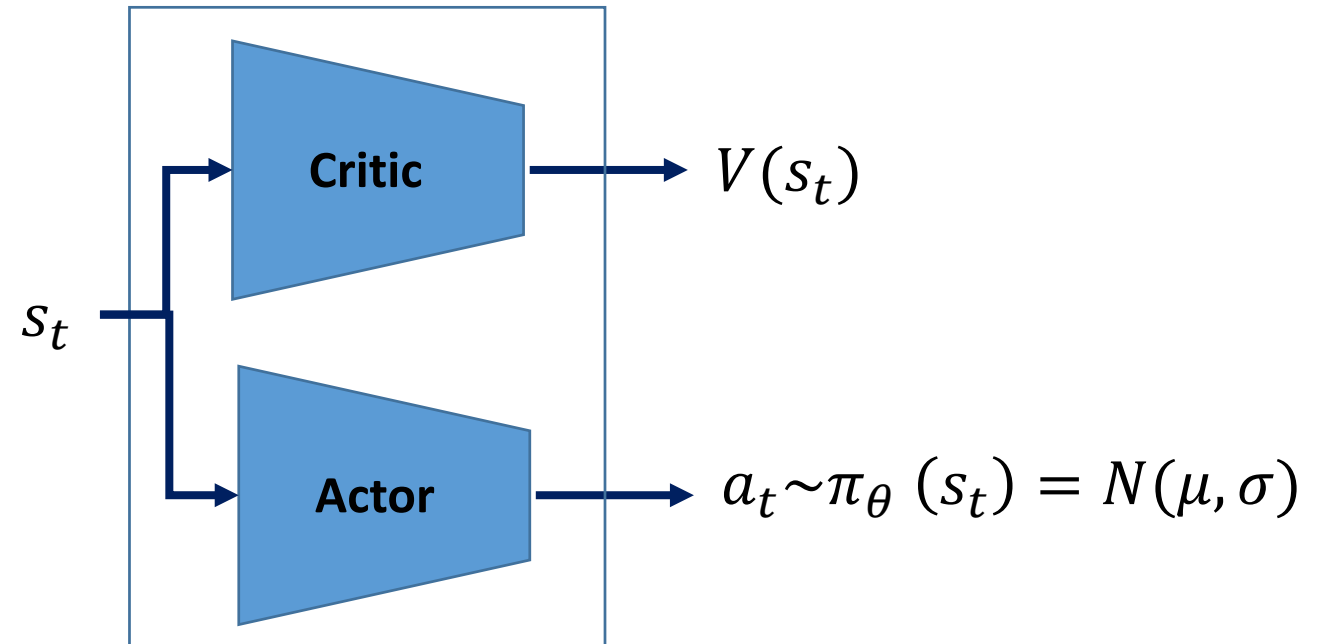 Critic
V(s_t)
s_t
Actor
a_t~π_θ (s_t) = N(μ, σ)